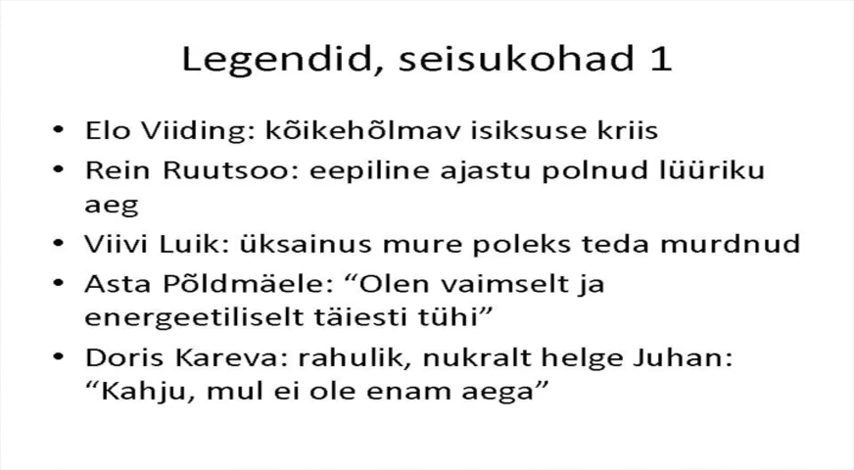 Legendid, seisukohad 1
• Elo Viiding: kõikehõlmav isiksuse kriis
• Rein Ruutsoo: eepiline ajastu polnud lüüriku
aeg
• Viivi Luik: üksainus mure poleks teda murdnud
• Asta Põldmäele: “Olen vaimselt ja
energeetiliselt täiesti tühi”
• Doris Kareva: rahulik, nukralt helge Juhan:
“Kahju, mul ei ole enam aega”